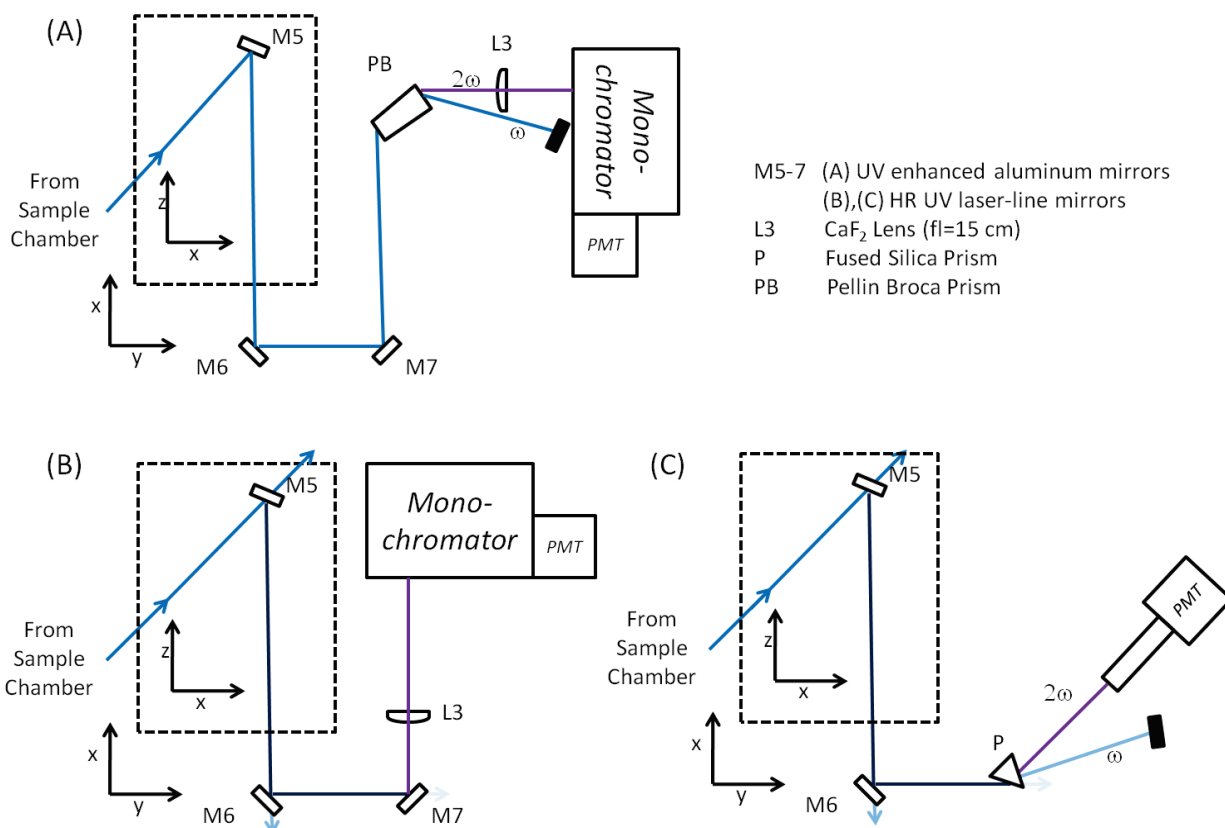 (A)
M5
From
Sample
Chamber
z
x
x
y
M6
M7
PB
2ω
L3
ω
Mono-
chromator
PMT
M5-7 (A) UV enhanced aluminum mirrors
(B),(C) HR UV laser-line mirrors
L3 CaF₂ Lens (fl=15 cm)
P Fused Silica Prism
PB Pellin Broca Prism
(B)
M5
From
Sample
Chamber
z
x
x
y
M6
M7
L3
Mono-
chromator
PMT
(C)
M5
From
Sample
Chamber
z
x
x
y
M6
P
2ω
ω
PMT